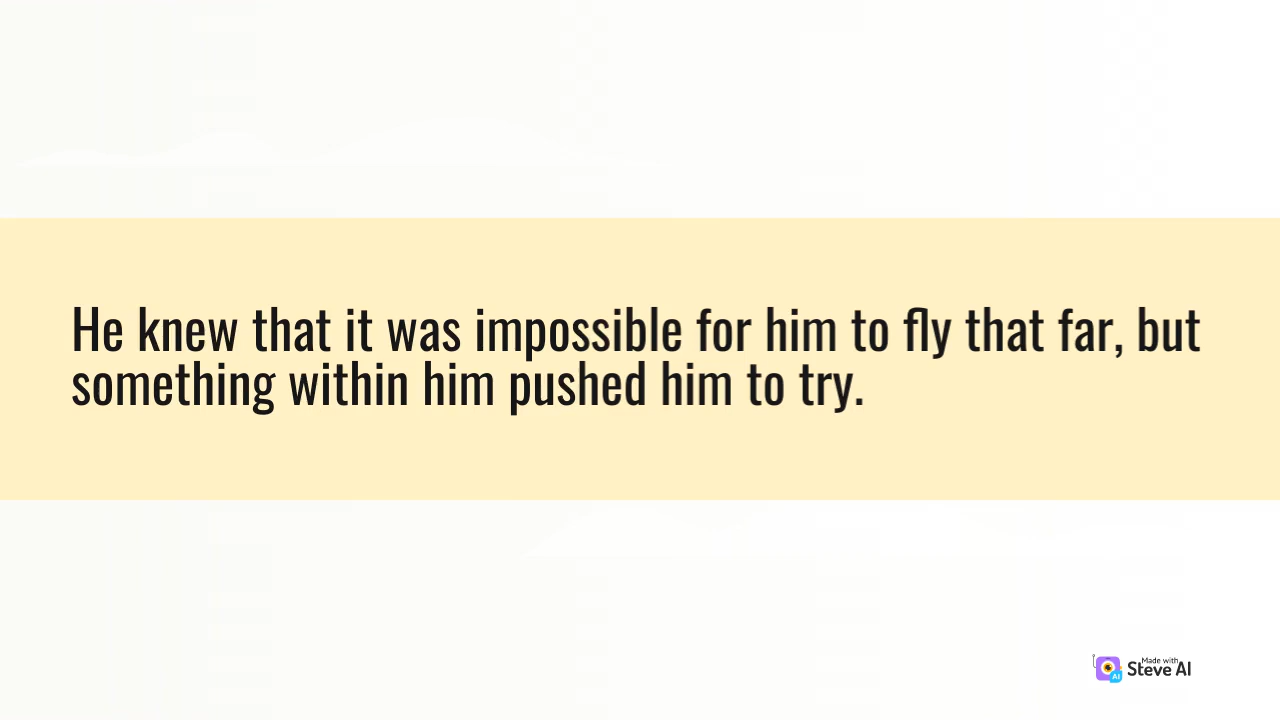 He knew that it was impossible for him to fly that far, but
something within him pushed him to try.
Made with
Steve AI
AI